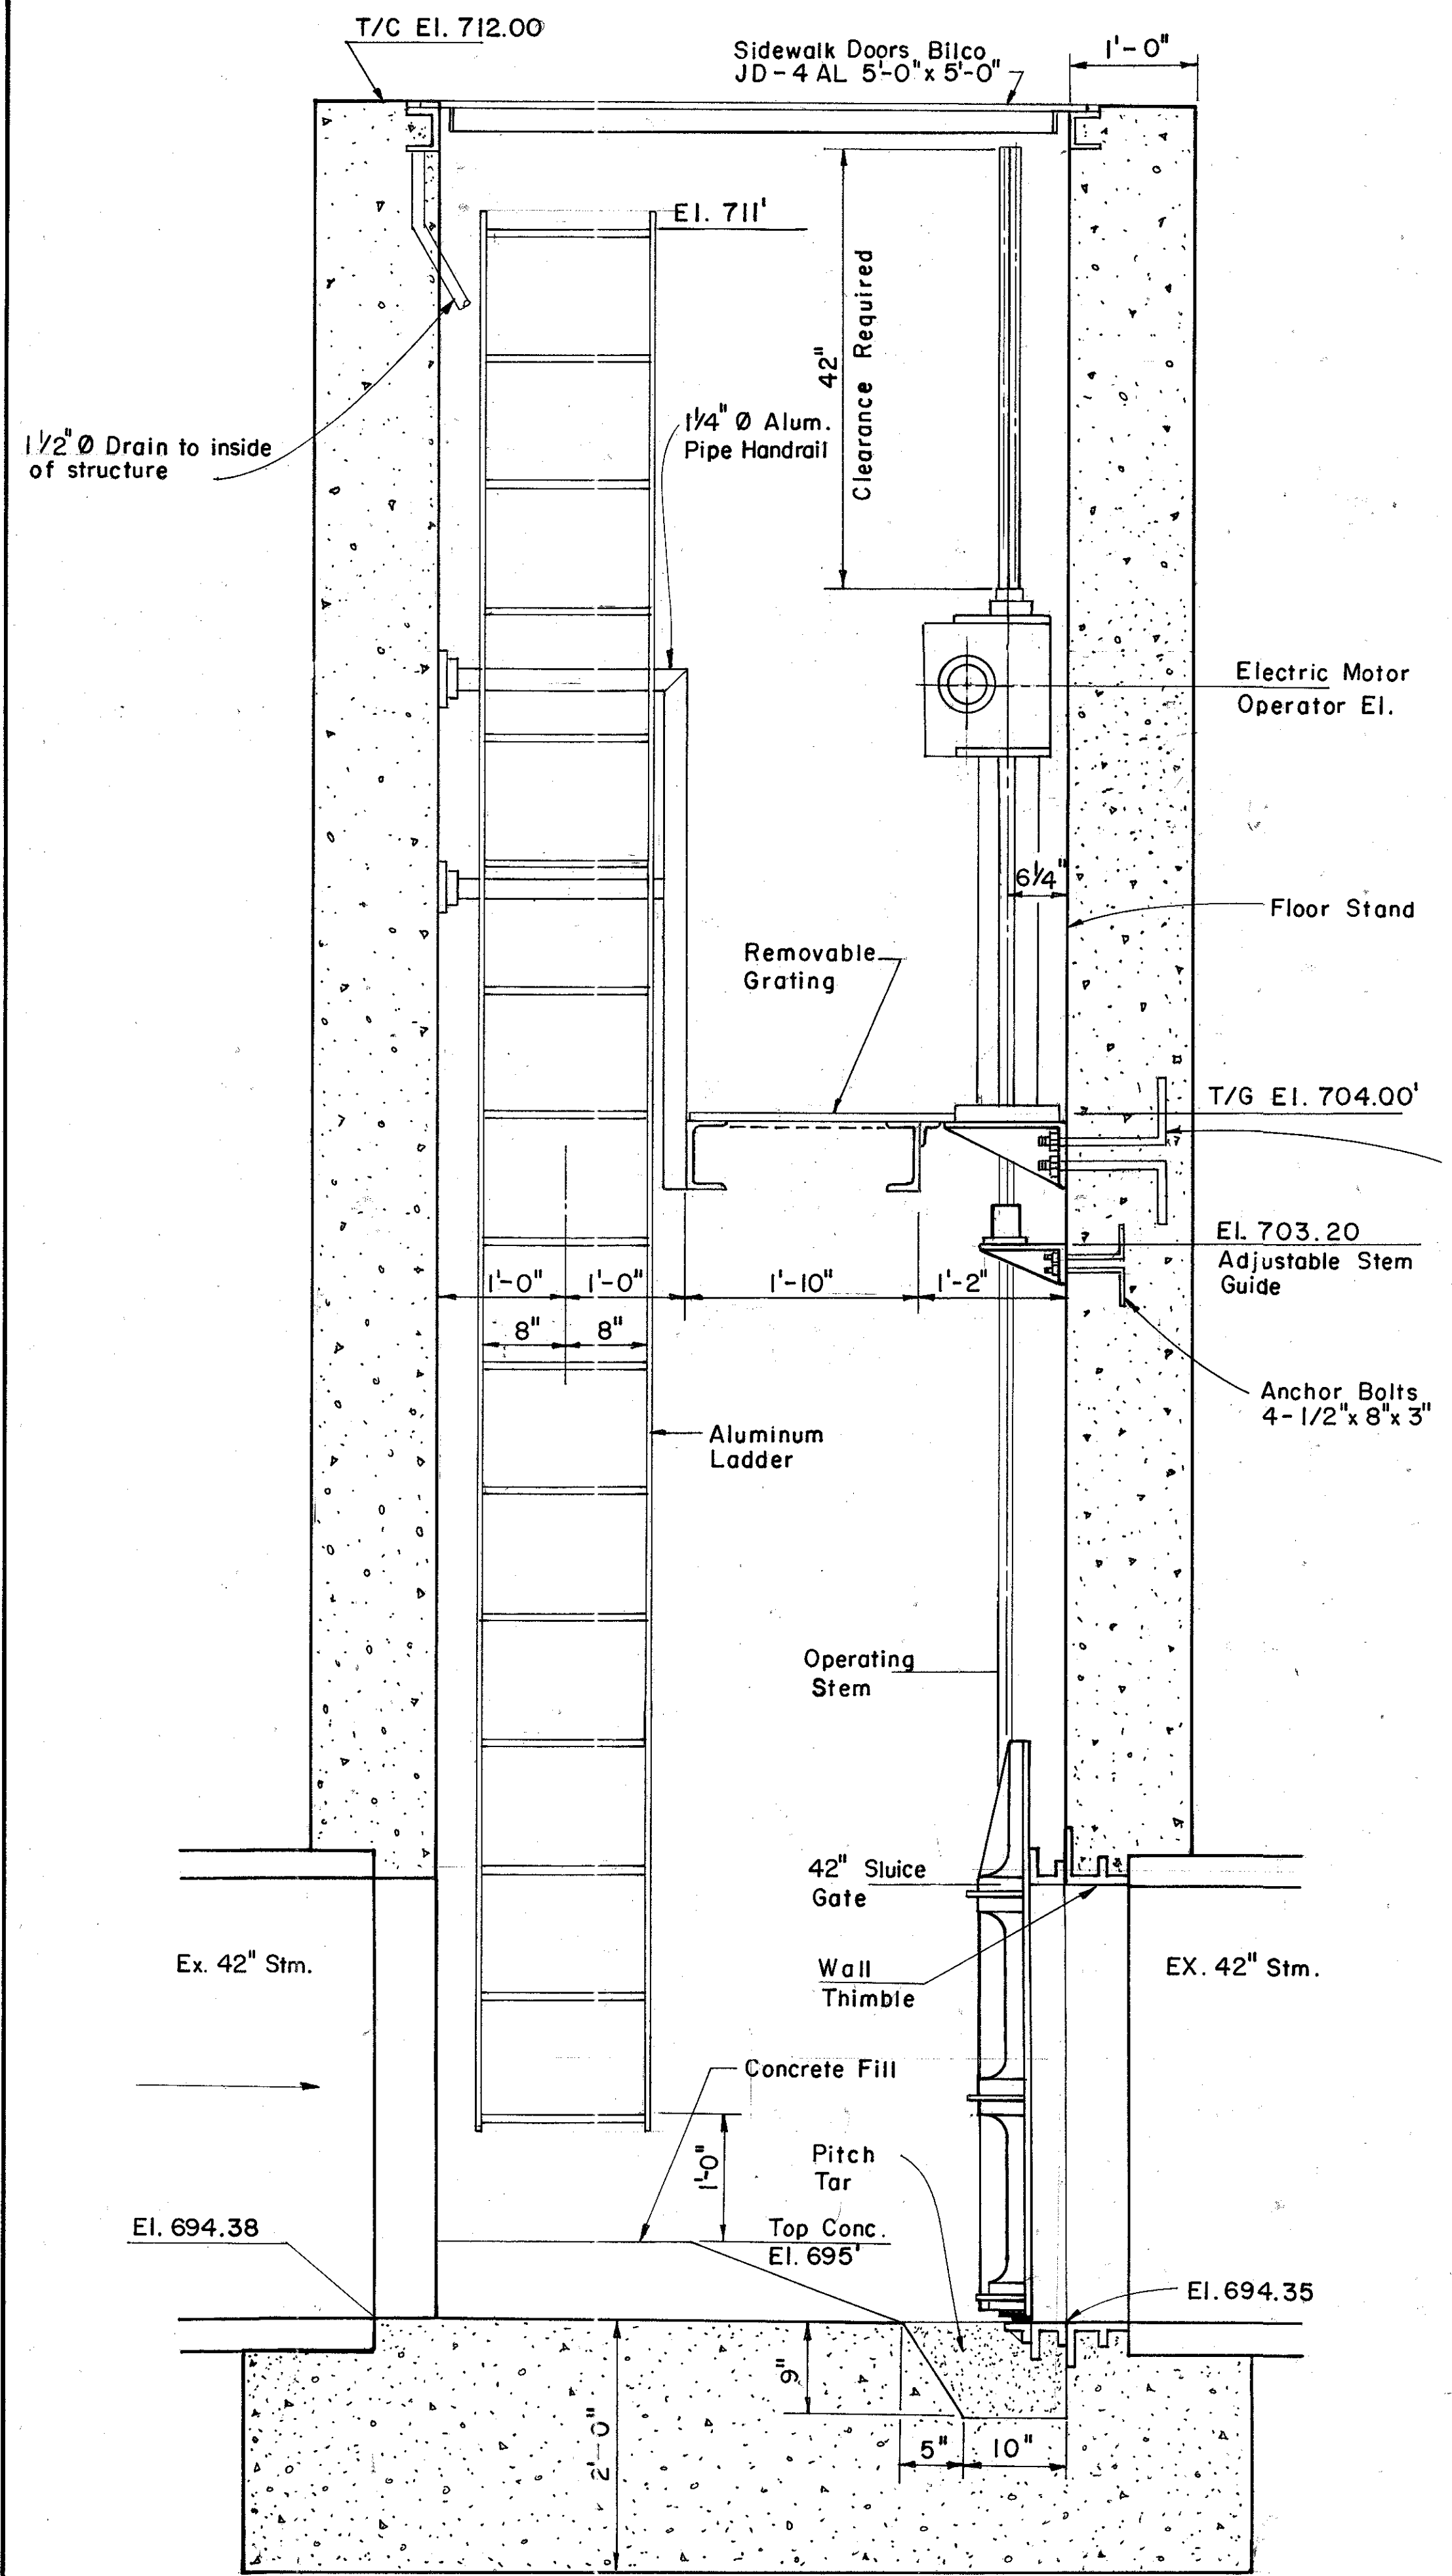 T/C El. 712.00
Sidewalk Doors Bilco
JD-4 AL 5'-0" x 5'-0"
1'-0"
El. 711'
42"
Clearance Required
1 1/2" Ø Drain to inside
of structure
1 1/4" Ø Alum.
Pipe Handrail
Electric Motor
Operator El.
6 1/4"
Floor Stand
Removable
Grating
T/G El. 704.00'
El. 703.20
Adjustable Stem
Guide
1'-0"
1'-0"
1'-10"
1'-2"
8"
8"
Anchor Bolts
4-1/2" x 8" x 3"
Aluminum
Ladder
Operating
Stem
42" Sluice
Gate
Ex. 42" Stm.
Wall
Thimble
EX. 42" Stm.
Concrete Fill
1'-0"
Pitch
Tar
El. 694.38
Top Conc.
El. 695'
El. 694.35
9"
2'-0"
5"
10"